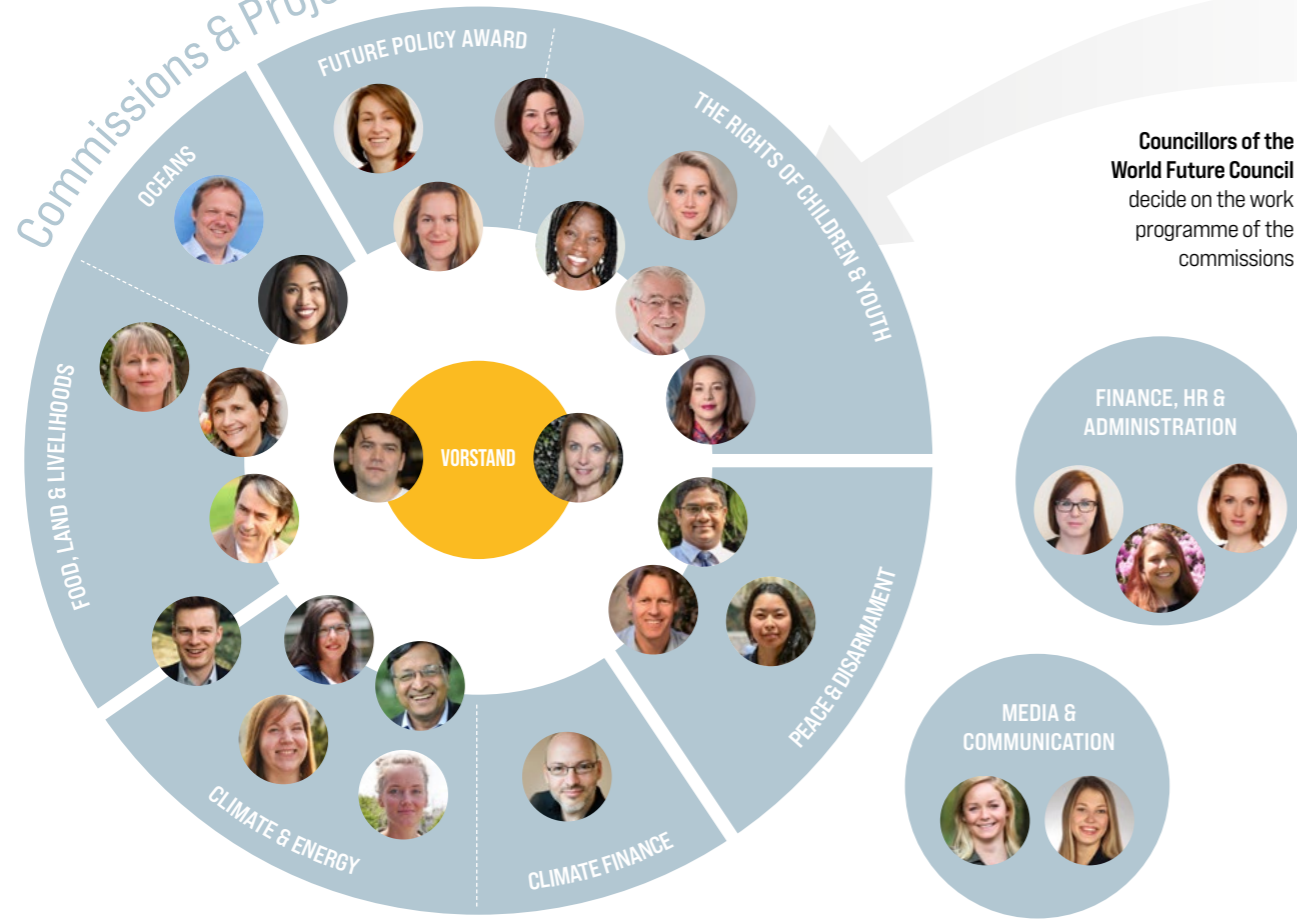 Commissions &
FUTURE POLICY AWARD
THE RIGHTS OF CHILDREN & YOUTH
OCEANS
Councillors of the
World Future Council
decide on the work
programme of the
commissions
FOOD, LAND & LIVELIHOODS
VORSTAND
FINANCE, HR &
ADMINISTRATION
PEACE & DISARMAMENT
MEDIA &
COMMUNICATION
CLIMATE & ENERGY
CLIMATE FINANCE